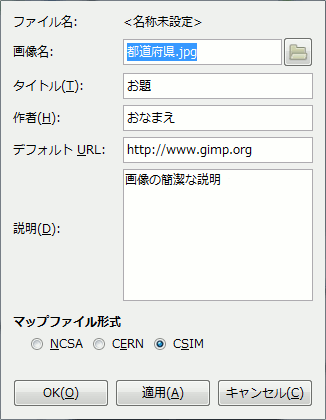 ファイル名: <名称未設定>
画像名: 都道府県.jpg
タイトル(T): お題
作者(H): おなまえ
デフォルト URL: http://www.gimp.org
画像の簡潔な説明
説明(D):
マップファイル形式
NCSA CERN CSIM
OK(O) 適用(A) キャンセル(C)